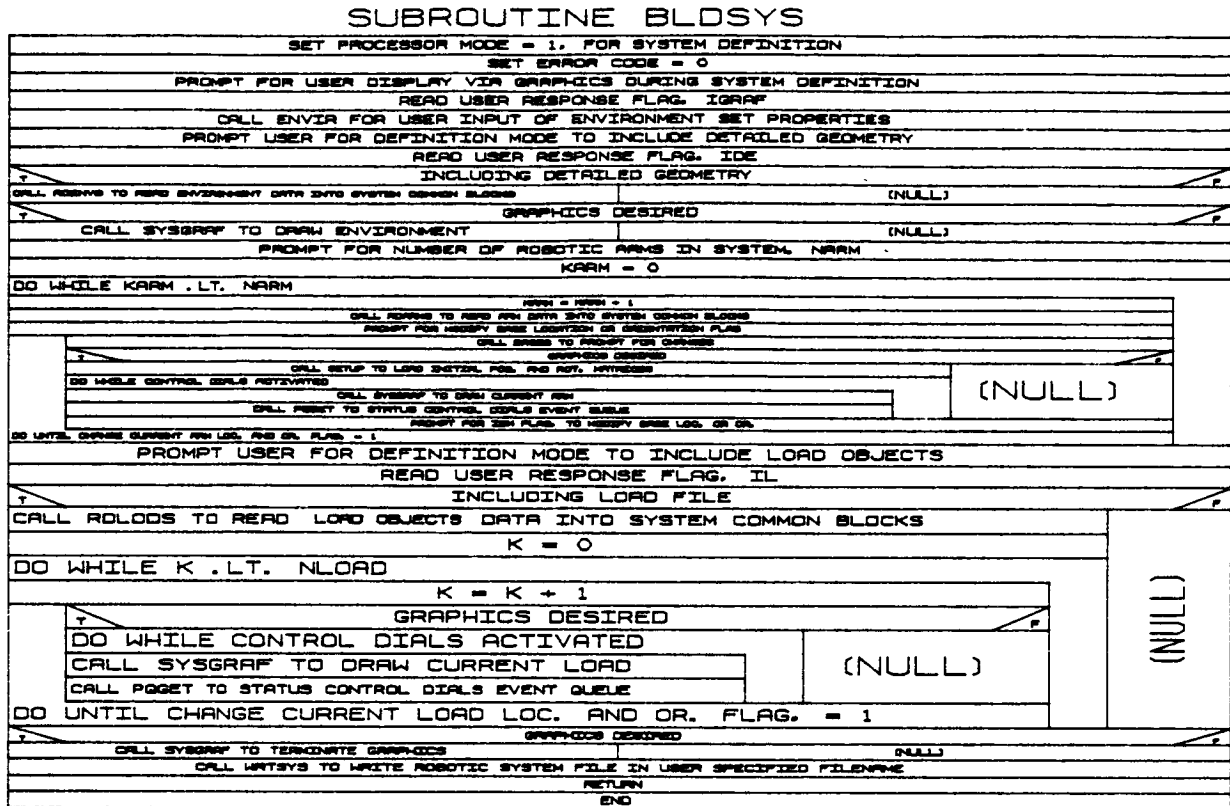 SUBROUTINE BLDSYS
SET PROCESSOR MODE = 1, FOR SYSTEM DEFINITION
SET ERROR CODE = 0
PROMPT FOR USER DISPLAY VIA GRAPHICS DURING SYSTEM DEFINITION
READ USER RESPONSE FLAG. IGRAF
CALL ENVIR FOR USER INPUT OF ENVIRONMENT SET PROPERTIES
PROMPT USER FOR DEFINITION MODE TO INCLUDE DETAILED GEOMETRY
READ USER RESPONSE FLAG. IDE
T INCLUDING DETAILED GEOMETRY F
CALL RDENVS TO READ ENVIRONMENT DATA INTO SYSTEM COMMON BLOCKS (NULL)
T GRAPHICS DESIRED F
CALL SYSGRAF TO DRAW ENVIRONMENT (NULL)
PROMPT FOR NUMBER OF ROBOTIC ARMS IN SYSTEM. NARM
KARM = 0
DO WHILE KARM .LT. NARM
KARM = KARM + 1
CALL RDARMS TO READ ARM DATA INTO SYSTEM COMMON BLOCKS
PROMPT FOR MODIFY BASE LOCATION OR ORIENTATION FLAG
CALL BASES TO PROMPT FOR CHANGES
T GRAPHICS DESIRED F
CALL SETUP TO LOAD INITIAL POS. AND ROT. MATRICES
DO WHILE CONTROL DIALS ACTIVATED
(NULL)
CALL SYSGRAF TO DRAW CURRENT ARM
CALL PGGET TO STATUS CONTROL DIALS EVENT QUEUE
PROMPT FOR FLAG. TO MODIFY BASE LOC. OR OR.
DO UNTIL CHANGE CURRENT ARM LOC. AND OR. FLAG. = 1
PROMPT USER FOR DEFINITION MODE TO INCLUDE LOAD OBJECTS
READ USER RESPONSE FLAG. IL
T INCLUDING LOAD FILE F
CALL RDLODS TO READ LOAD OBJECTS DATA INTO SYSTEM COMMON BLOCKS
K = 0
DO WHILE K .LT. NLOAD
(NULL)
K = K + 1
T GRAPHICS DESIRED F
DO WHILE CONTROL DIALS ACTIVATED
CALL SYSGRAF TO DRAW CURRENT LOAD (NULL)
CALL PGGET TO STATUS CONTROL DIALS EVENT QUEUE
DO UNTIL CHANGE CURRENT LOAD LOC. AND OR. FLAG. = 1
T GRAPHICS DESIRED F
CALL SYSGRAF TO TERMINATE GRAPHICS (NULL)
CALL WRTSYS TO WRITE ROBOTIC SYSTEM FILE IN USER SPECIFIED FILENAME
RETURN
END